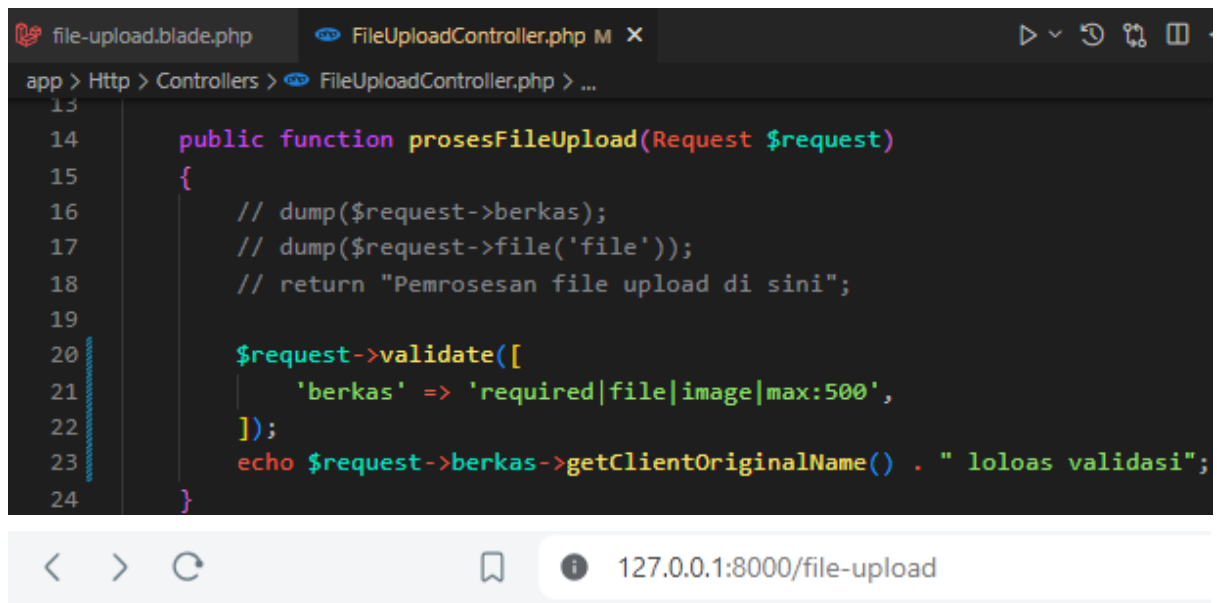 file-upload.blade.php FileUploadController.php M
app > Http > Controllers > FileUploadController.php > ...
13
14 public function prosesFileUpload(Request $request)
15 {
16 // dump($request->berkas);
17 // dump($request->file('file'));
18 // return "Pemrosesan file upload di sini";
19
20 $request->validate([
21 'berkas' => 'required|file|image|max:500',
22 ]);
23 echo $request->berkas->getClientOriginalName() . " loloas validasi";
24 }
127.0.0.1:8000/file-upload